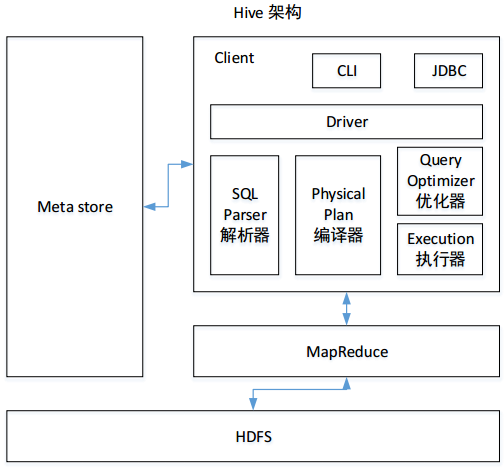 Hive 架构
Client
CLI
JDBC
Driver
Meta store
SQL
Parser
解析器
Physical
Plan
编译器
Query
Optimizer
优化器
Execution
执行器
MapReduce
HDFS